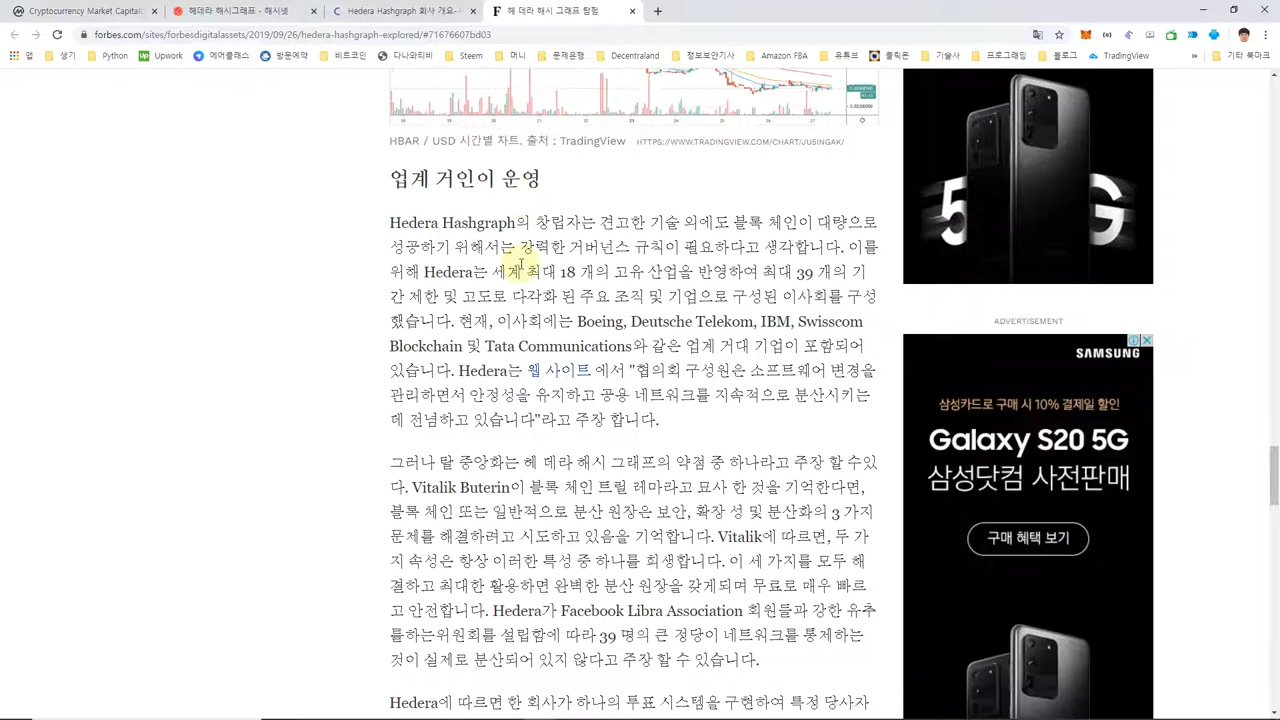 Cryptocurrency Market Capital
헤데라 해시그래프 - 해시넷
Hedera Hashgraph 회사 개요-
헤 데라 해시 그래프 탐험
forbes.com/sites/forbesdigitalassets/2019/09/26/hedera-hashgraph-explored/#71676607bd03
앱 생기 Python Upwork 에어클래스 방문예약 비트코인 다나와 Steem 머니 문제은행 Decentraland 정보보안기사 Amazon FBA 유튜브 클릭몬 기술사 프로그래밍 블로그 TradingView » 기타 북마크
HBAR / USD 시간별 차트. 출처 : TradingView HTTPS://WWW.TRADINGVIEW.COM/CHART/JU5INGAK/
업계 거인이 운영
Hedera Hashgraph의 창립자는 견고한 기술 외에도 블록 체인이 대량으로
성공하기 위해서는 강력한 거버넌스 규칙이 필요하다고 생각합니다. 이를
위해 Hedera는 세계 최대 18 개의 고유 산업을 반영하여 최대 39 개의 기
간 제한 및 고도로 다각화 된 주요 조직 및 기업으로 구성된 이사회를 구성
했습니다. 현재, 이사회에는 Boeing, Deutsche Telekom, IBM, Swisscom
Blockchain 및 Tata Communications와 같은 업계 거대 기업이 포함되어
있습니다. Hedera는 웹 사이트 에서 "협의회 구성원은 소프트웨어 변경을
관리하면서 안정성을 유지하고 공용 네트워크를 지속적으로 분산시키는
데 전념하고 있습니다"라고 주장 합니다.
그러나 탈 중앙화는 헤 데라 해시 그래프의 약점 중 하나라고 주장 할 수있
다. Vitalik Buterin이 블록 체인 트릴 레마라고 묘사 한 것을 기억한다면,
블록 체인 또는 일반적으로 분산 원장은 보안, 확장 성 및 분산화의 3 가지
문제를 해결하려고 시도하고 있음을 기억합니다. Vitalik에 따르면, 두 가
지 속성은 항상 이러한 특성 중 하나를 희생합니다. 이 세 가지를 모두 해
결하고 최대한 활용하면 완벽한 분산 원장을 갖게되며 무료로 매우 빠르
고 안전합니다. Hedera가 Facebook Libra Association 회원들과 강한 유추
를하는위원회를 설립함에 따라 39 명의 큰 정당이 네트워크를 통제하는
것이 실제로 분산되어 있지 않다고 주장 할 수 있습니다.
Hedera에 따르면 한 회사가 하나의 투표 시스템을 구현하여 특정 당사자
5G
ADVERTISEMENT
SAMSUNG
삼성카드로 구매 시 10% 결제일 할인
Galaxy S20 5G
삼성닷컴 사전판매
구매 혜택 보기